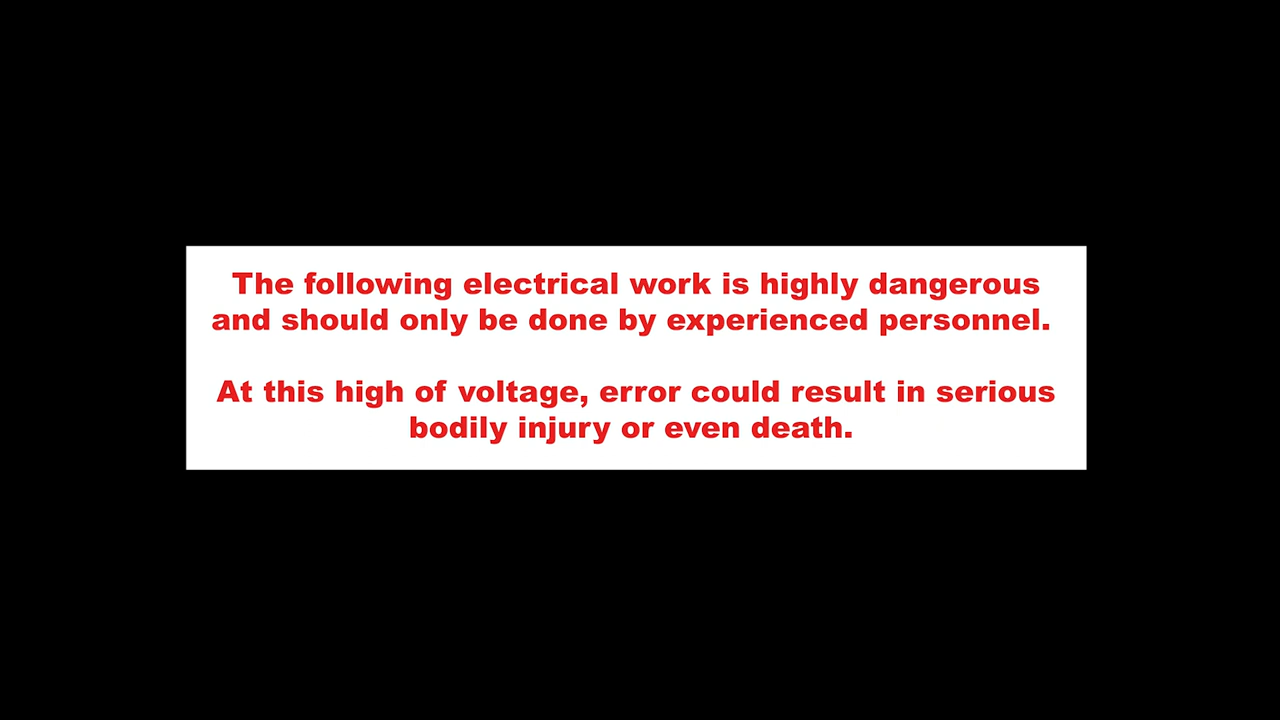 The following electrical work is highly dangerous
and should only be done by experienced personnel.
At this high of voltage, error could result in serious
bodily injury or even death.